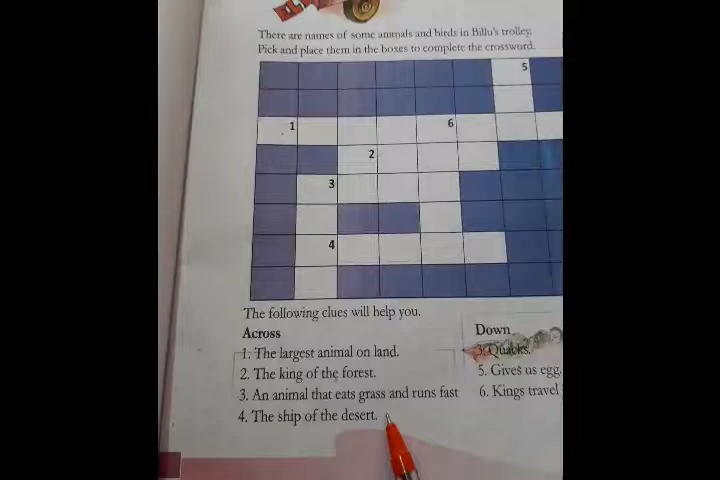 There are names of some animals and birds in Billu's trolley.
Pick and place them in the boxes to complete the crossword.
5
1
6
2
3
4
The following clues will help you.
Across
1. The largest animal on land.
2. The king of the forest.
3. An animal that eats grass and runs fast
4. The ship of the desert.
Down
3. Quacks.
5. Gives us egg.
6. Kings travel